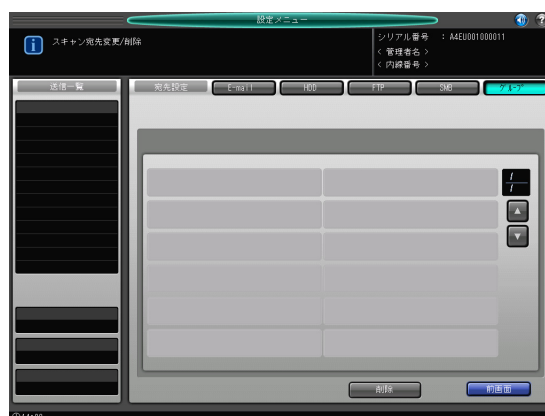 設定メニュー
スキャン宛先変更/削除
シリアル番号 : A4EU001000011
< 管理者名 >
< 内線番号 >
送信一覧
宛先設定 E-mail HDD FTP SMB グループ
1/1
削除 前画面